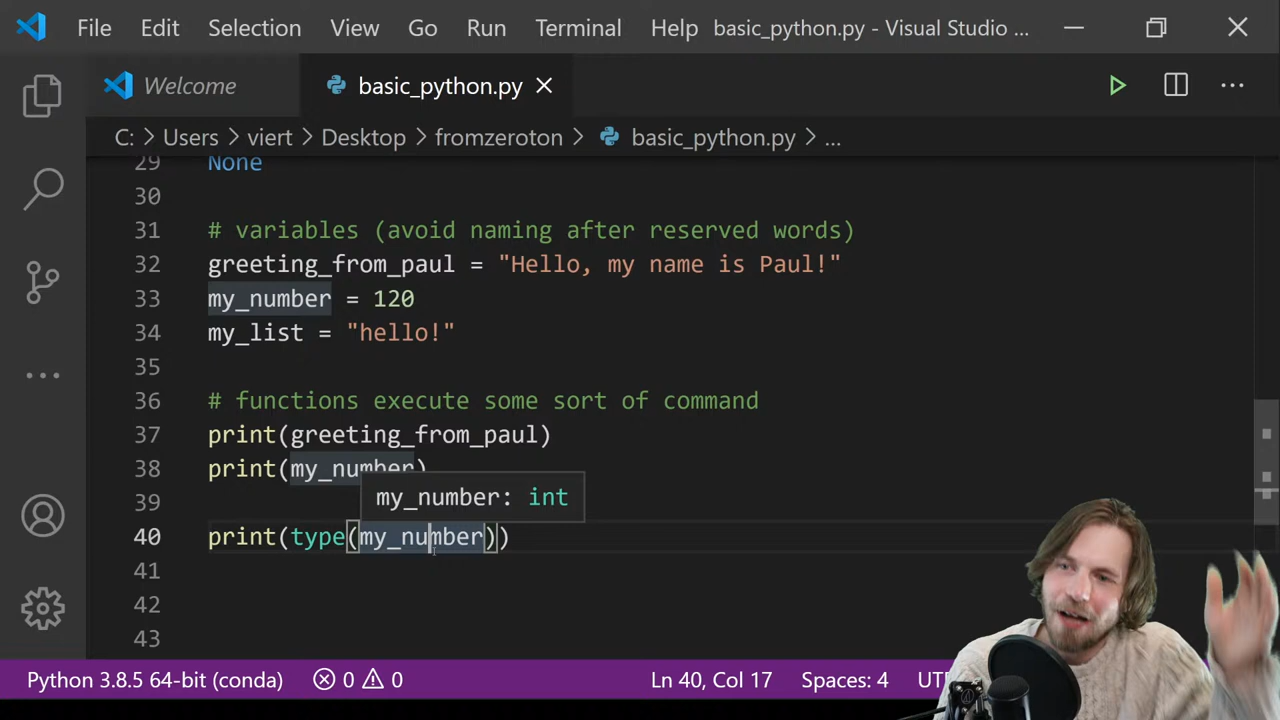 File Edit Selection View Go Run Terminal Help basic_python.py - Visual Studio ...
Welcome basic_python.py
C: > Users > viert > Desktop > fromzeroton > basic_python.py > ...
29 None
30
31 # variables (avoid naming after reserved words)
32 greeting_from_paul = "Hello, my name is Paul!"
33 my_number = 120
34 my_list = "hello!"
35
36 # functions execute some sort of command
37 print(greeting_from_paul)
38 print(my_number)
my_number: int
39
40 print(type(my_number))
41
42
43
Python 3.8.5 64-bit (conda) 0 0 Ln 40, Col 17 Spaces: 4